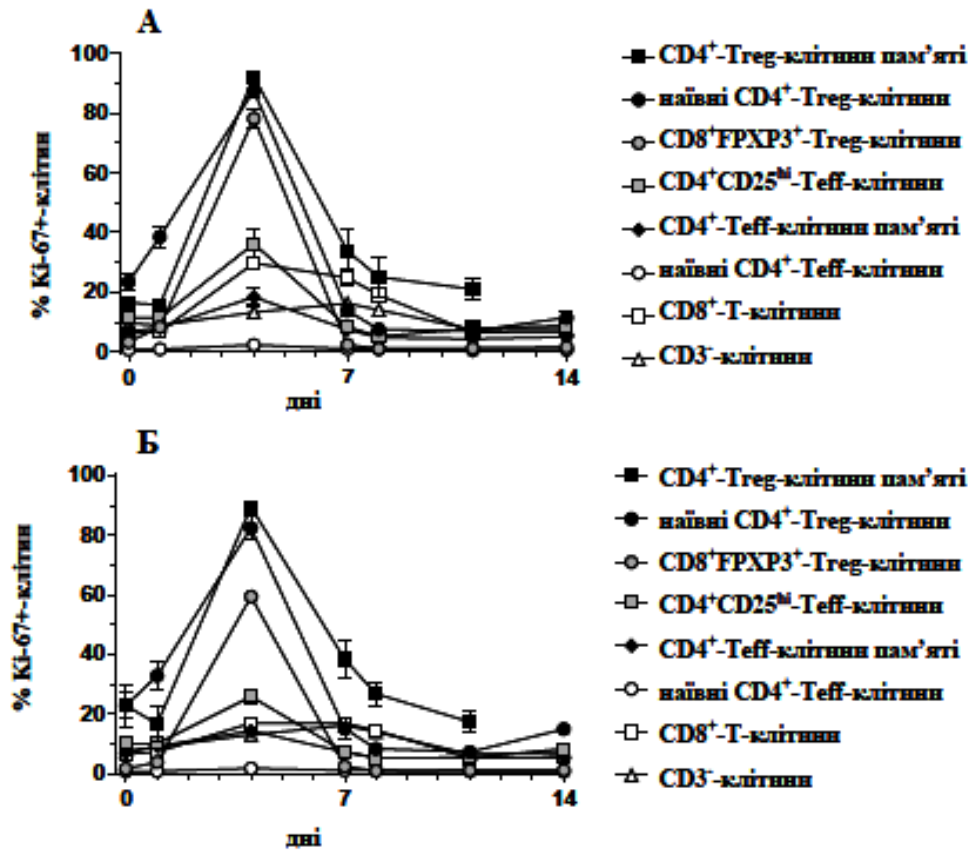 А
% Ki-67+-клітин
100
80
60
40
20
0
0
7
14
дні
CD4⁺-Treg-клітини пам’яті
наївні CD4⁺-Treg-клітини
CD8⁺FPXP3⁺-Treg-клітини
CD4⁺CD25ʰⁱ-Teff-клітини
CD4⁺-Teff-клітини пам’яті
наївні CD4⁺-Teff-клітини
CD8⁺-T-клітини
CD3⁻-клітини
Б
% Ki-67+-клітин
100
80
60
40
20
0
0
7
14
дні
CD4⁺-Treg-клітини пам’яті
наївні CD4⁺-Treg-клітини
CD8⁺FPXP3⁺-Treg-клітини
CD4⁺CD25ʰⁱ-Teff-клітини
CD4⁺-Teff-клітини пам’яті
наївні CD4⁺-Teff-клітини
CD8⁺-T-клітини
CD3⁻-клітини